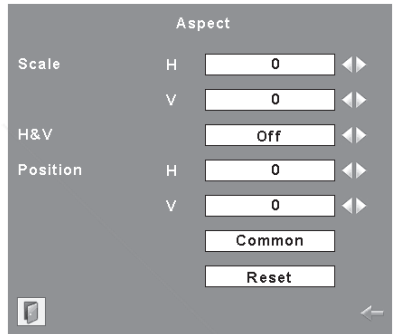 Aspect
Scale H 0
V 0
H&V Off
Position H 0
V 0
Common
Reset